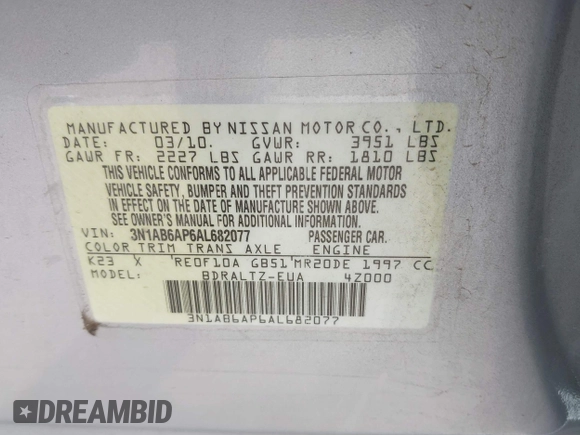 MANUFACTURED BY NISSAN MOTOR CO., LTD.
DATE: 03/10. GVWR: 3951 LBS
GAWR FR: 2227 LBS GAWR RR: 1810 LBS
THIS VEHICLE CONFORMS TO ALL APPLICABLE FEDERAL MOTOR
VEHICLE SAFETY, BUMPER AND THEFT PREVENTION STANDARDS
IN EFFECT ON THE DATE OF MANUFACTURE SHOWN ABOVE.
SEE OWNER'S MANUAL FOR ADDITIONAL INFORMATION.
VIN: 3N1AB6AP6AL682077 PASSENGER CAR.
COLOR TRIM TRANS AXLE ENGINE
K23 X 'RE0F10A GB51'MR20DE 1997 CC
MODEL: BDRALTZ-EUA 4Z000
3N1AB6AP6AL682077
DREAMBID